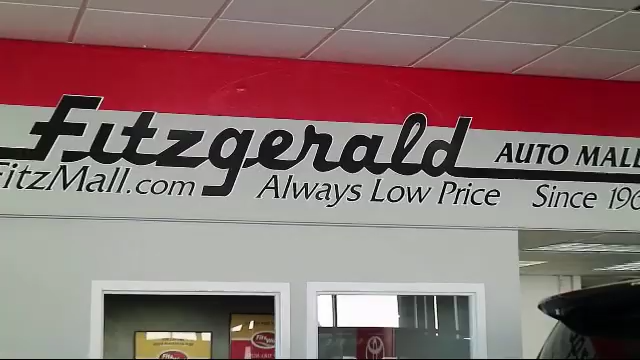 Fitzgerald AUTO MALL
FitzMall.com Always Low Price Since 196